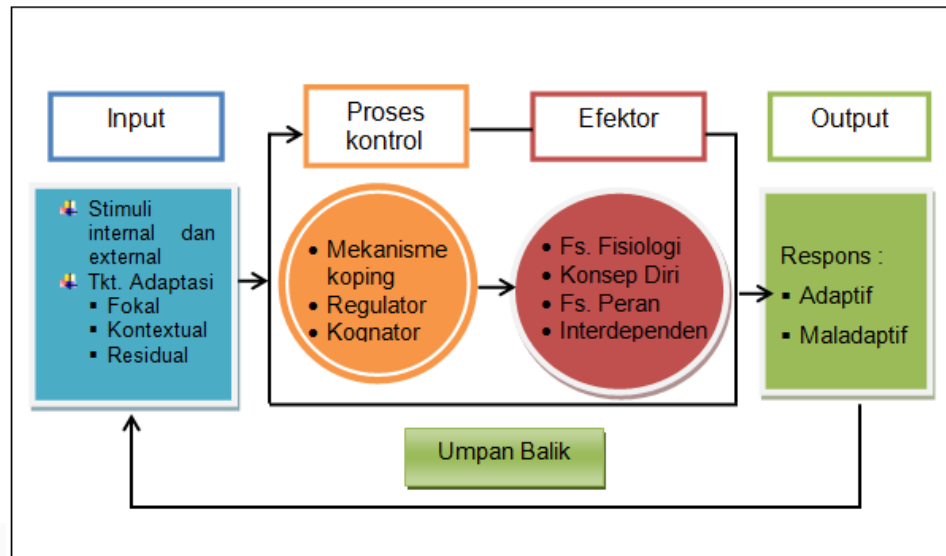 Input
Proses
kontrol
Efektor
Output
Stimuli
internal dan
external
Tkt. Adaptasi
▪ Fokal
▪ Kontextual
▪ Residual
• Mekanisme
koping
• Regulator
• Kognator
• Fs. Fisiologi
• Konsep Diri
• Fs. Peran
• Interdependen
Respons :
▪ Adaptif
▪ Maladaptif
Umpan Balik